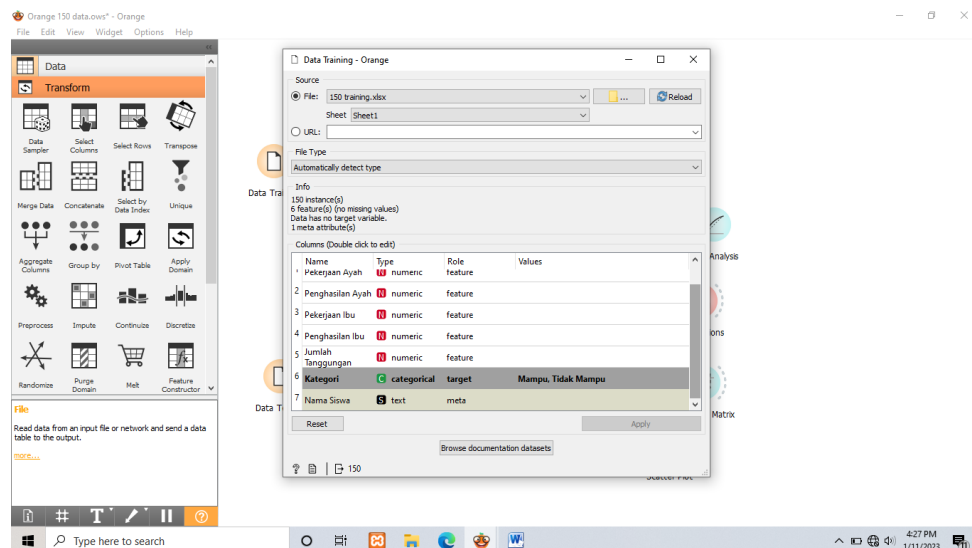 Orange 150 data.ows* - Orange
File Edit View Widget Options Help
Data
Transform
Data Sampler
Select Columns
Select Rows
Transpose
Merge Data
Concatenate
Select by Data Index
Unique
Aggregate Columns
Group by
Pivot Table
Apply Domain
Preprocess
Impute
Continuize
Discretize
Randomize
Purge Domain
Melt
Feature Constructor
File
Read data from an input file or network and send a data
table to the output.
more...
Data Tra
Data T
Analysis
ons
Matrix
Scatter Plot
Data Training - Orange
Source
File: 150 training.xlsx ... Reload
Sheet Sheet1
URL:
File Type
Automatically detect type
Info
150 instance(s)
6 feature(s) (no missing values)
Data has no target variable.
1 meta attribute(s)
Columns (Double click to edit)
Name Type Role Values
Pekerjaan Ayah N numeric feature
2 Penghasilan Ayah N numeric feature
3 Pekerjaan Ibu N numeric feature
4 Penghasilan Ibu N numeric feature
5 Jumlah Tanggungan N numeric feature
6 Kategori C categorical target Mampu, Tidak Mampu
7 Nama Siswa S text meta
Reset Apply
Browse documentation datasets
? 150
Type here to search
4:27 PM
1/11/2023